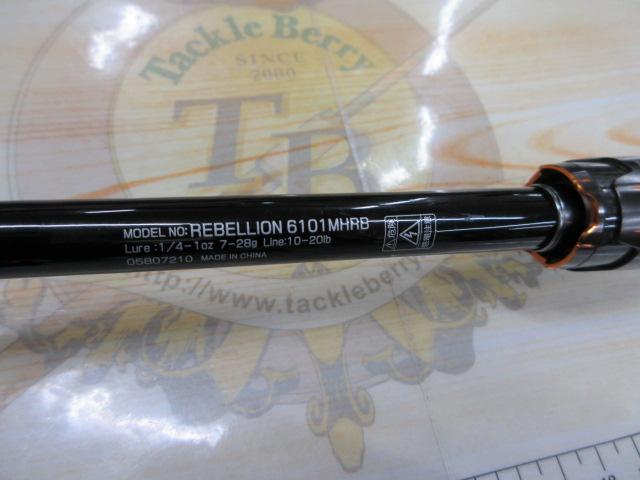 Tackle Berry
SINCE
2000
TB
MODEL NO:REBELLION 6101MHRB
Lure:1/4-1oz 7-28g Line:10-20lb
05807210 MADE IN CHINA
http://www.tackleberry